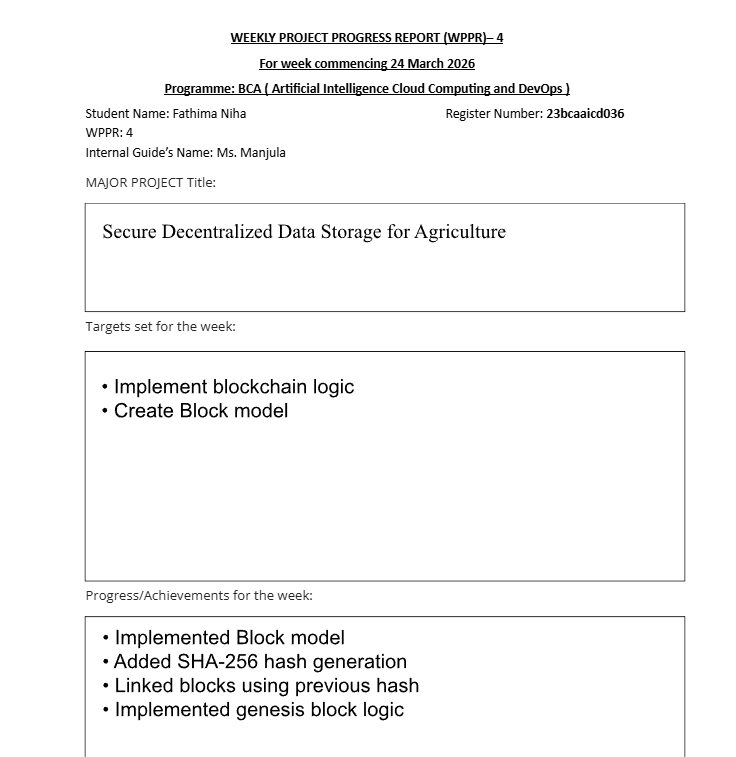 WEEKLY PROJECT PROGRESS REPORT (WPPR)– 4
For week commencing 24 March 2026
Programme: BCA ( Artificial Intelligence Cloud Computing and DevOps )
Student Name: Fathima Niha Register Number: 23bcaaicd036
WPPR: 4
Internal Guide's Name: Ms. Manjula
MAJOR PROJECT Title:
Secure Decentralized Data Storage for Agriculture
Targets set for the week:
• Implement blockchain logic
• Create Block model
Progress/Achievements for the week:
• Implemented Block model
• Added SHA-256 hash generation
• Linked blocks using previous hash
• Implemented genesis block logic